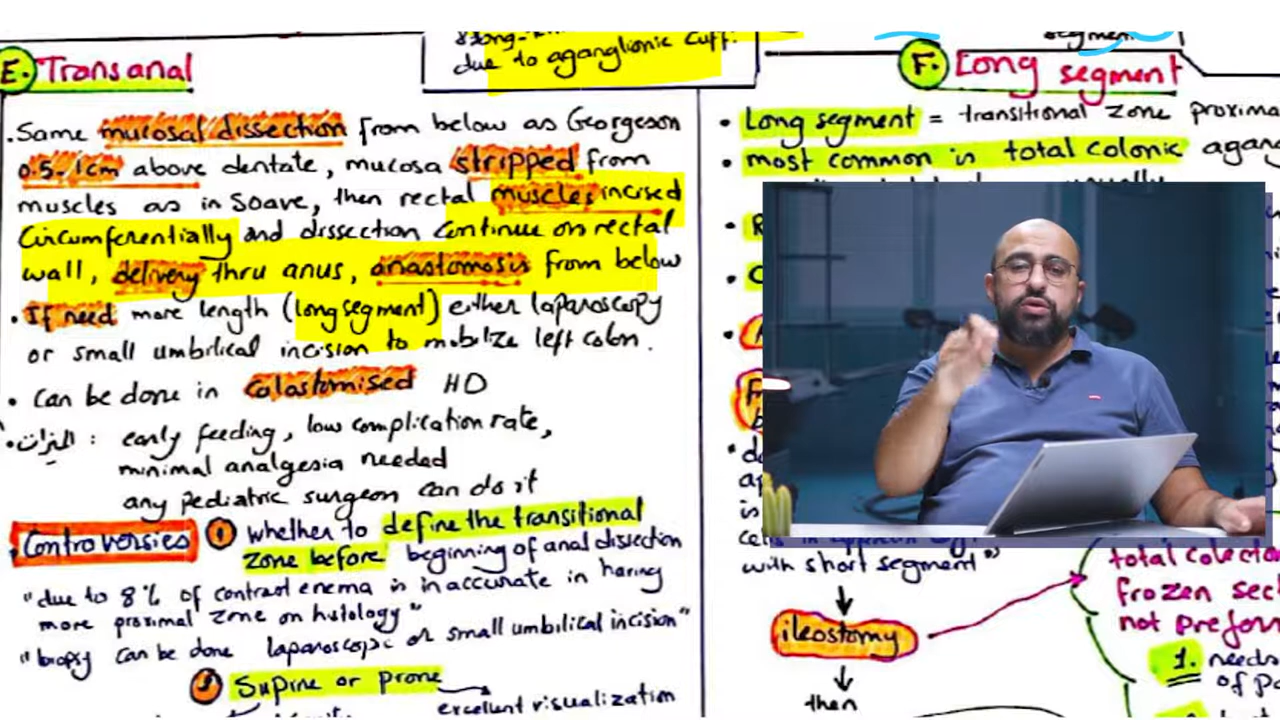 due to aganglionic cuff.
E. Transanal
. Same mucosal dissection from below as Georgeson
0.5-1cm above dentate, mucosa stripped from
muscles as in Soave, then rectal muscles incised
Circumferentially and dissection continue on rectal
wall, delivery thru anus, anastomosis from below
. If need more length (long segment) either laparoscopy
or small umbilical incision to mobilze left colon.
• Can be done in Colostomised HD
early feeding, low complication rate,
minimal analgesia needed
any pediatric surgeon can do it
. Controversies ① whether to define the transitional
Zone before beginning of anal dissection
"due to 8% of contrast enema is inaccurate in having
more proximal zone on histology"
"biopsy can be done laparoscopic or small umbilical incision"
② Supine or prone
excellent visualization
segment
F. Long segment
• Long segment = transitional zone proxima
• most common is total colonic agang
with short segment"
ileostomy
then
total colecto
frozen sec
not prefor
1. needs
of pa